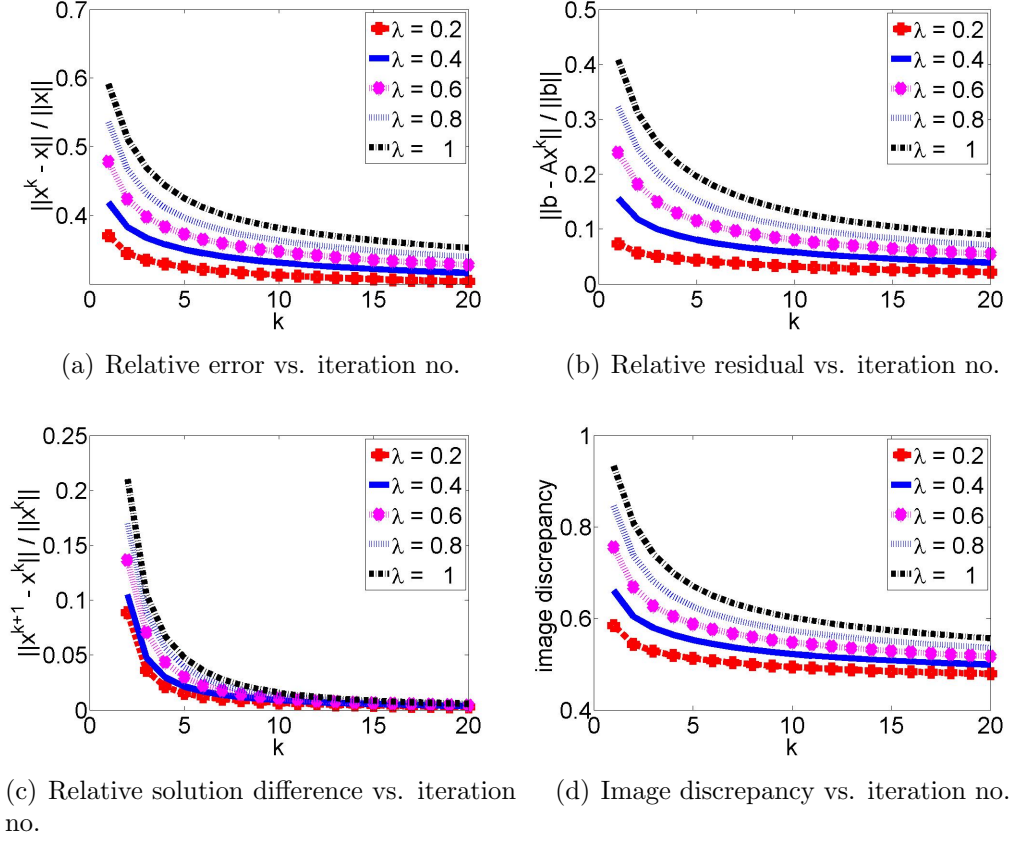 0.7
0.6
0.5
0.4
0
5
10
15
20
||x^k - x|| / ||x||
k
λ = 0.2
λ = 0.4
λ = 0.6
λ = 0.8
λ = 1
(a) Relative error vs. iteration no.
0.5
0.4
0.3
0.2
0.1
0
0
5
10
15
20
||b - Ax^k|| / ||b||
k
λ = 0.2
λ = 0.4
λ = 0.6
λ = 0.8
λ = 1
(b) Relative residual vs. iteration no.
0.25
0.2
0.15
0.1
0.05
0
0
5
10
15
20
||x^{k+1} - x^k|| / ||x^k||
k
λ = 0.2
λ = 0.4
λ = 0.6
λ = 0.8
λ = 1
(c) Relative solution difference vs. iteration
no.
1
0.8
0.6
0.4
0
5
10
15
20
image discrepancy
k
λ = 0.2
λ = 0.4
λ = 0.6
λ = 0.8
λ = 1
(d) Image discrepancy vs. iteration no.